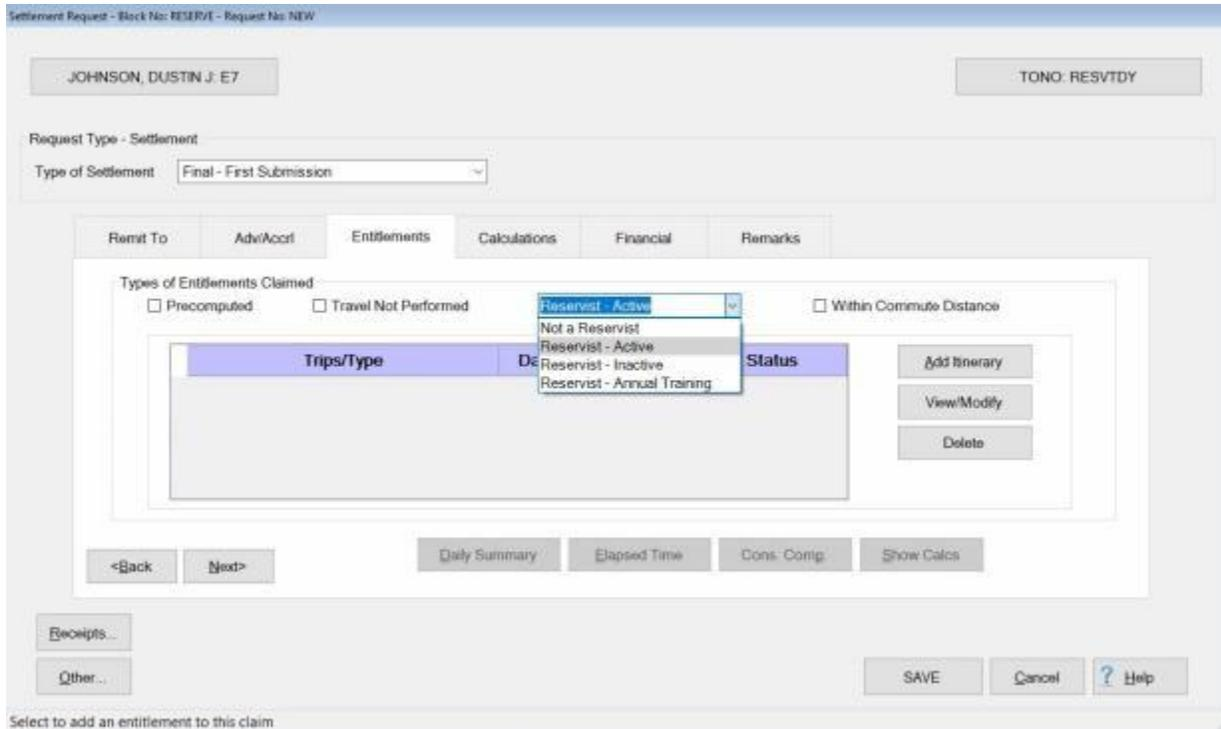 Settlement Request - Block No: RESERVE - Request No: NEW
JOHNSON, DUSTIN J: E7
TONO: RESVTDY
Request Type - Settlement
Type of Settlement Final - First Submission
Remit To Adv/Accrl Entitlements Calculations Financial Remarks
Types of Entitlements Claimed
Precomputed Travel Not Performed Reservist - Active Within Commute Distance
Not a Reservist
Reservist - Active
Reservist - Inactive
Reservist - Annual Training
Trips/Type Da Status
Add Itinerary
View/Modify
Delete
Daily Summary Elapsed Time Cons. Comp. Show Calcs
<Back Next>
Receipts...
Other...
SAVE Cancel ? Help
Select to add an entitlement to this claim